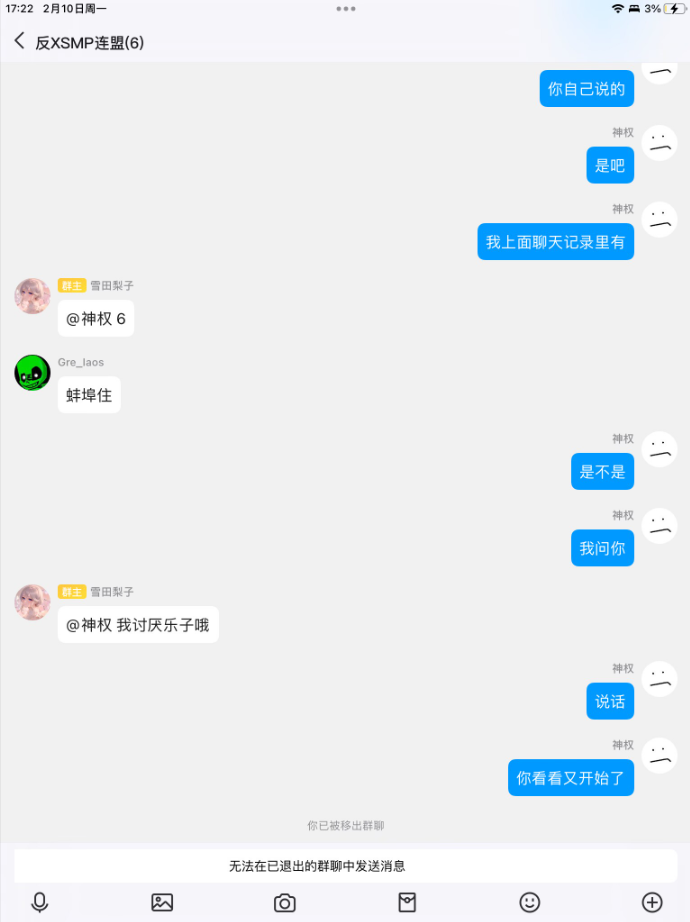 17:22 2月10日周一
3%
反XSMP连盟(6)
你自己说的
神权
是吧
神权
我上面聊天记录里有
群主 雪田梨子
@神权 6
Gre_laos
蚌埠住
神权
是不是
神权
我问你
群主 雪田梨子
@神权 我讨厌乐子哦
神权
说话
神权
你看看又开始了
你已被移出群聊
无法在已退出的群聊中发送消息